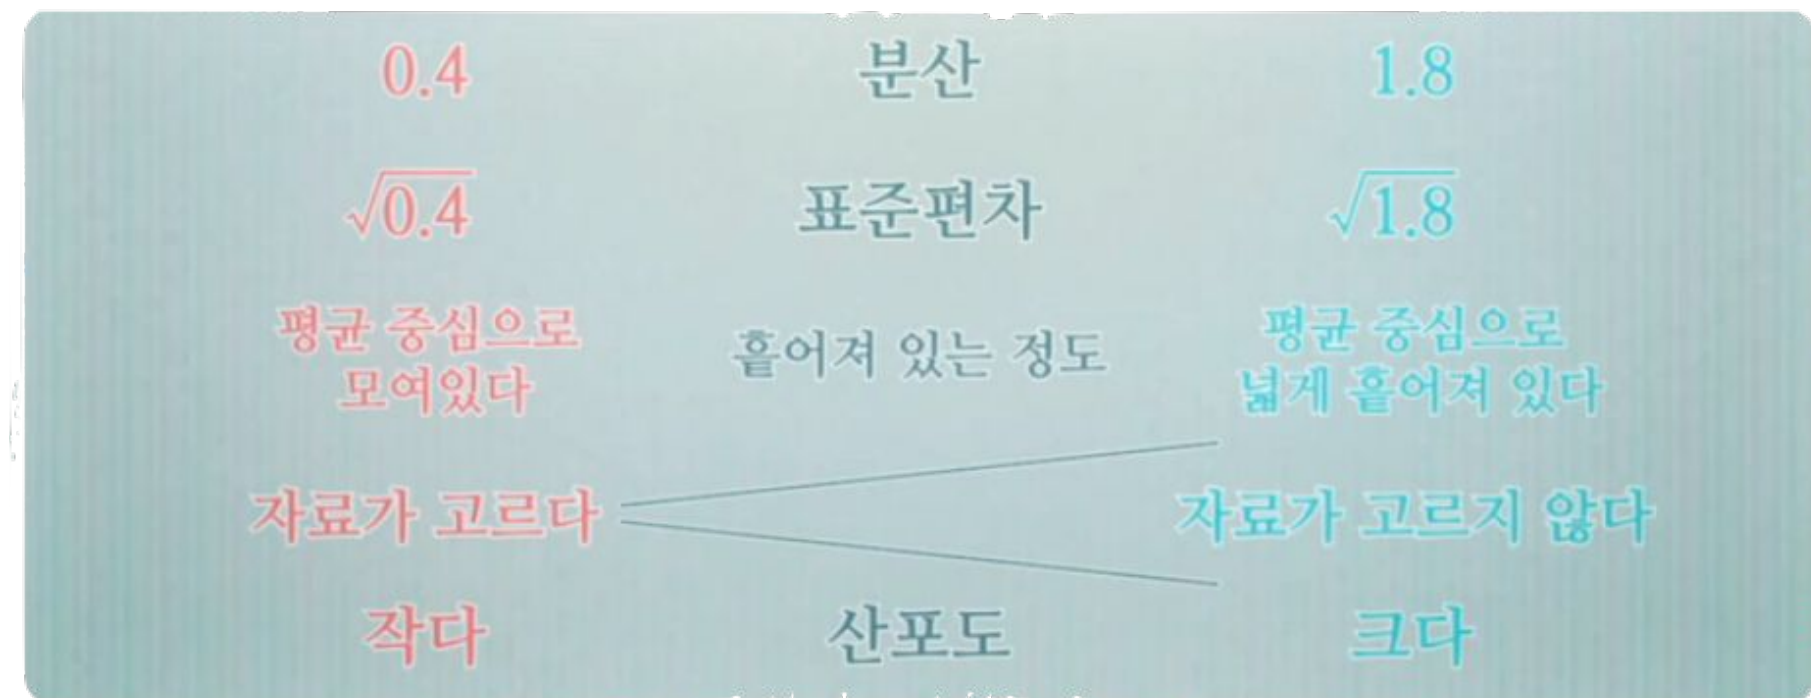 0.4 분산 1.8
√0.4 표준편차 √1.8
평균 중심으로
모여있다
흩어져 있는 정도
평균 중심으로
넓게 흩어져 있다
자료가 고르다 자료가 고르지 않다
작다 산포도 크다